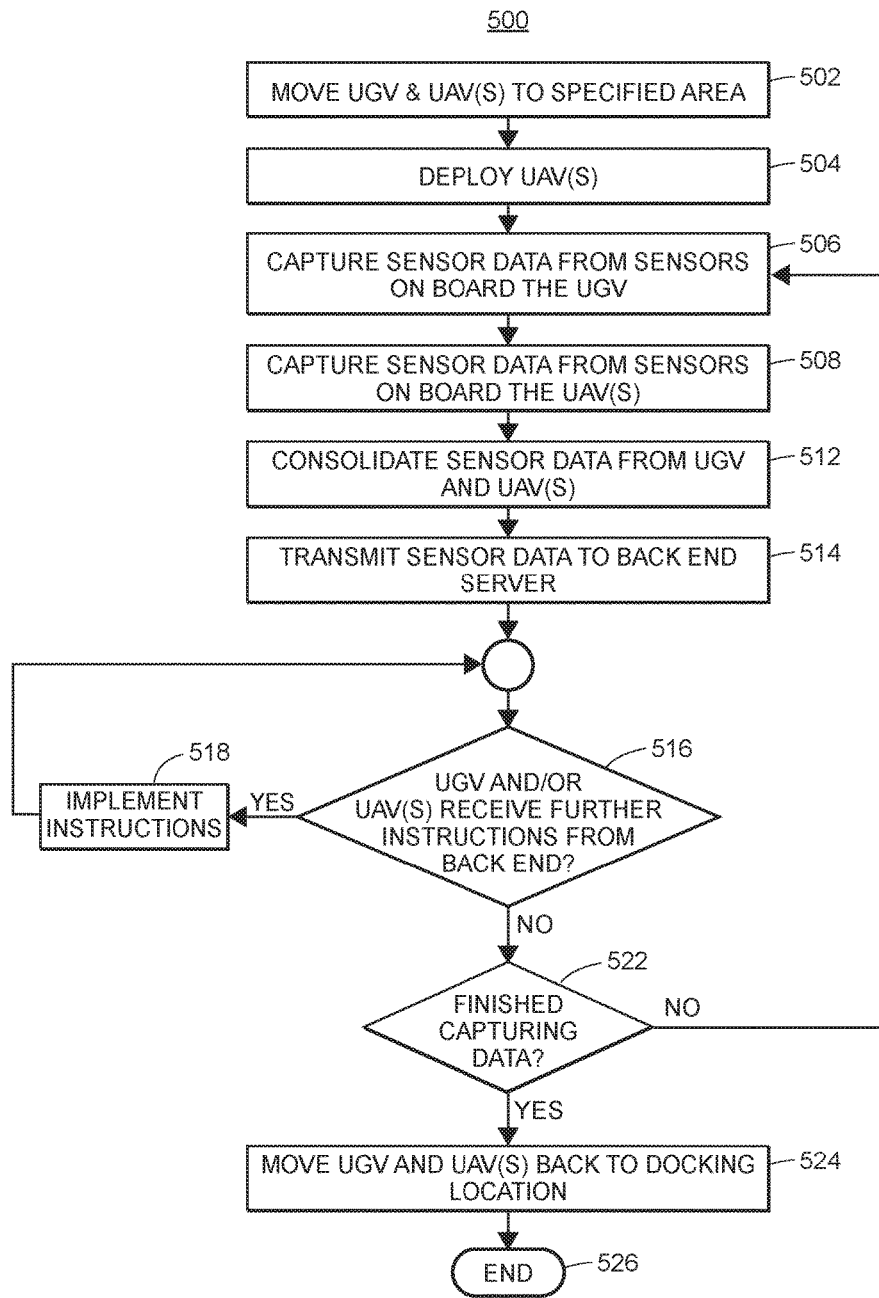 500
MOVE UGV & UAV(S) TO SPECIFIED AREA
502
DEPLOY UAV(S)
504
CAPTURE SENSOR DATA FROM SENSORS
ON BOARD THE UGV
506
CAPTURE SENSOR DATA FROM SENSORS
ON BOARD THE UAV(S)
508
CONSOLIDATE SENSOR DATA FROM UGV
AND UAV(S)
512
TRANSMIT SENSOR DATA TO BACK END
SERVER
514
516
UGV AND/OR
UAV(S) RECEIVE FURTHER
INSTRUCTIONS FROM
BACK END?
YES
518
IMPLEMENT
INSTRUCTIONS
NO
522
FINISHED
CAPTURING
DATA?
NO
YES
MOVE UGV AND UAV(S) BACK TO DOCKING
LOCATION
524
END
526